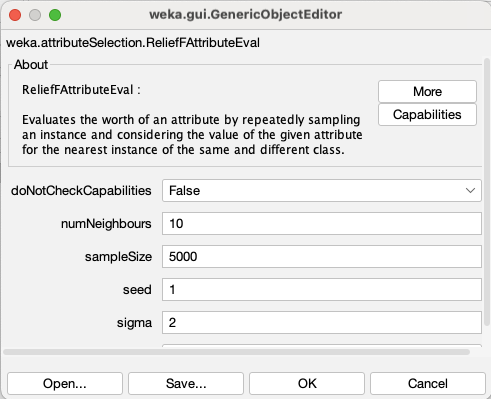 weka.gui.GenericObjectEditor
weka.attributeSelection.ReliefFAttributeEval
About
ReliefFAttributeEval :
More
Capabilities
Evaluates the worth of an attribute by repeatedly sampling
an instance and considering the value of the given attribute
for the nearest instance of the same and different class.
doNotCheckCapabilities False
numNeighbours 10
sampleSize 5000
seed 1
sigma 2
Open... Save... OK Cancel